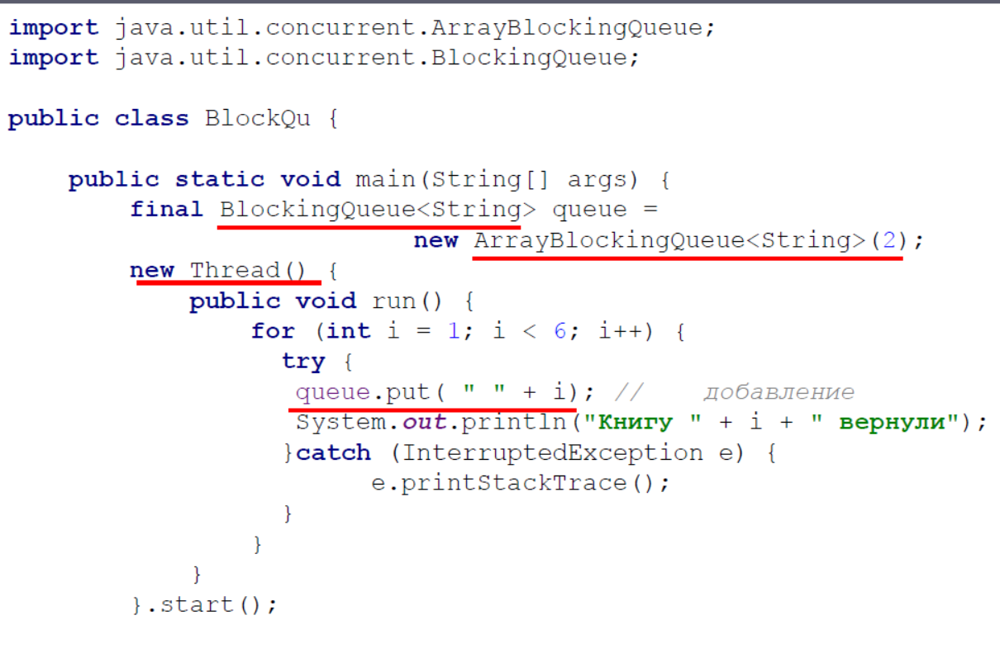 import java.util.concurrent.ArrayBlockingQueue;
import java.util.concurrent.BlockingQueue;
public class BlockQu {
public static void main(String[] args) {
final BlockingQueue<String> queue =
new ArrayBlockingQueue<String>(2);
new Thread() {
public void run() {
for (int i = 1; i < 6; i++) {
try {
queue.put( " " + i); // добавление
System.out.println("Книгу " + i + " вернули");
}catch (InterruptedException e) {
e.printStackTrace();
}
}
}
}.start();